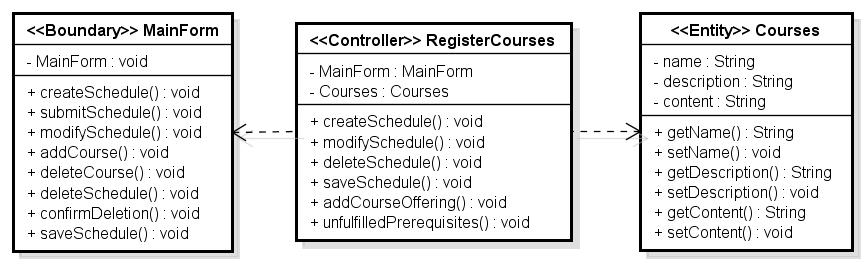 <<Boundary>> MainForm
- MainForm : void
+ createSchedule() : void
+ submitSchedule() : void
+ modifySchedule() : void
+ addCourse() : void
+ deleteCourse() : void
+ deleteSchedule() : void
+ confirmDeletion() : void
+ saveSchedule() : void
<<Controller>> RegisterCourses
- MainForm : MainForm
- Courses : Courses
+ createSchedule() : void
+ modifySchedule() : void
+ deleteSchedule() : void
+ saveSchedule() : void
+ addCourseOffering() : void
+ unfulfilledPrerequisites() : void
<<Entity>> Courses
- name : String
- description : String
- content : String
+ getName() : String
+ setName() : void
+ getDescription() : String
+ setDescription() : void
+ getContent() : String
+ setContent() : void